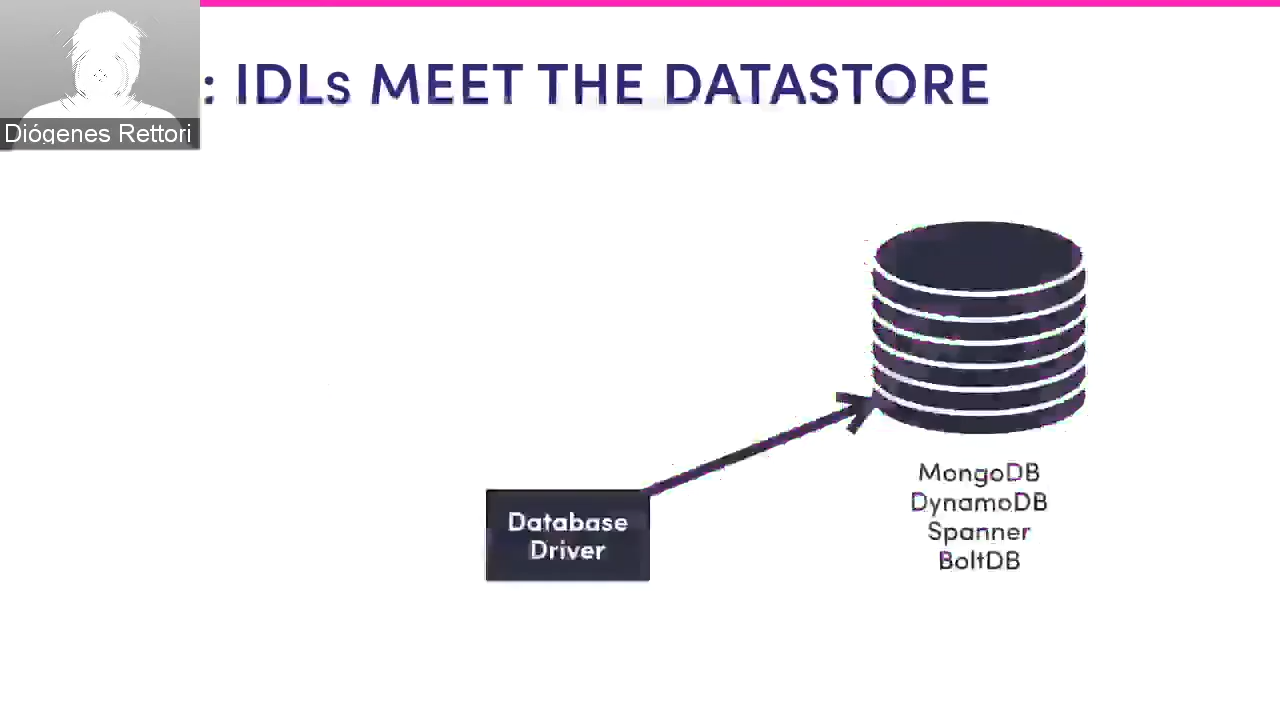 : IDLs MEET THE DATASTORE
Diógenes Rettori
Database
Driver
MongoDB
DynamoDB
Spanner
BoltDB